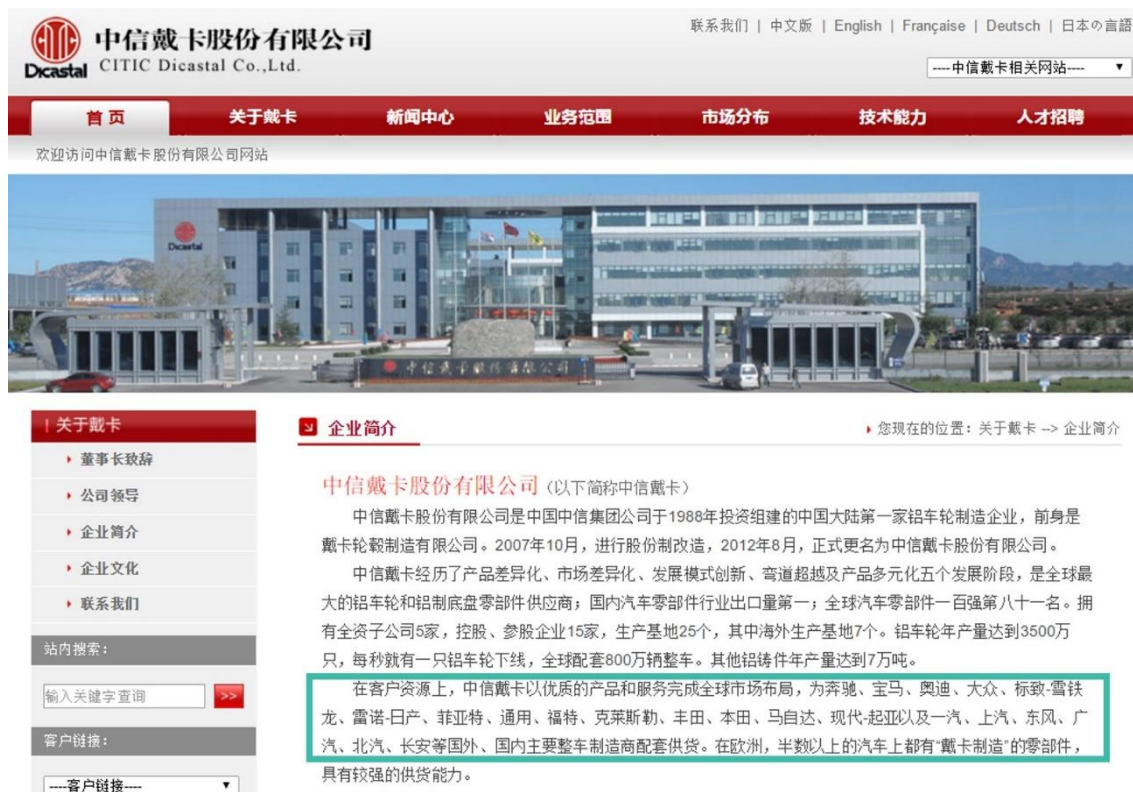 中信戴卡股份有限公司
Dicastal CITIC Dicastal Co.,Ltd.
联系我们 | 中文版 | English | Française | Deutsch | 日本の言語
----中信戴卡相关网站----
首页 关于戴卡 新闻中心 业务范围 市场分布 技术能力 人才招聘
欢迎访问中信戴卡股份有限公司网站
Dicastal
中信戴卡股份有限公司
关于戴卡
董事长致辞
公司领导
企业简介
企业文化
联系我们
站内搜索：
输入关键字查询 >>
客户链接：
----客户链接----
企业简介
您现在的位置：关于戴卡 --> 企业简介
中信戴卡股份有限公司（以下简称中信戴卡）
中信戴卡股份有限公司是中国中信集团公司于1988年投资组建的中国大陆第一家铝车轮制造企业，前身是
戴卡轮毂制造有限公司。2007年10月，进行股份制改造，2012年8月，正式更名为中信戴卡股份有限公司。
中信戴卡经历了产品差异化、市场差异化、发展模式创新、弯道超越及产品多元化五个发展阶段，是全球最
大的铝车轮和铝制底盘零部件供应商；国内汽车零部件行业出口量第一；全球汽车零部件一百强第八十一名。拥
有全资子公司5家，控股、参股企业15家，生产基地25个，其中海外生产基地7个。铝车轮年产量达到3500万
只，每秒就有一只铝车轮下线，全球配套800万辆整车。其他铝铸件年产量达到7万吨。
在客户资源上，中信戴卡以优质的产品和服务完成全球市场布局，为奔驰、宝马、奥迪、大众、标致-雪铁
龙、雷诺-日产、菲亚特、通用、福特、克莱斯勒、丰田、本田、马自达、现代-起亚以及一汽、上汽、东风、广
汽、北汽、长安等国外、国内主要整车制造商配套供货。在欧洲，半数以上的汽车上都有“戴卡制造”的零部件，
具有较强的供货能力。